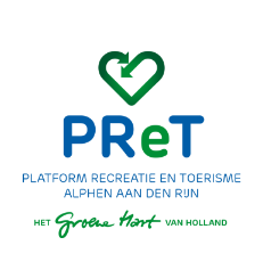 PReT
PLATFORM RECREATIE EN TOERISME
ALPHEN AAN DEN RIJN
HET Groene Hart VAN HOLLAND